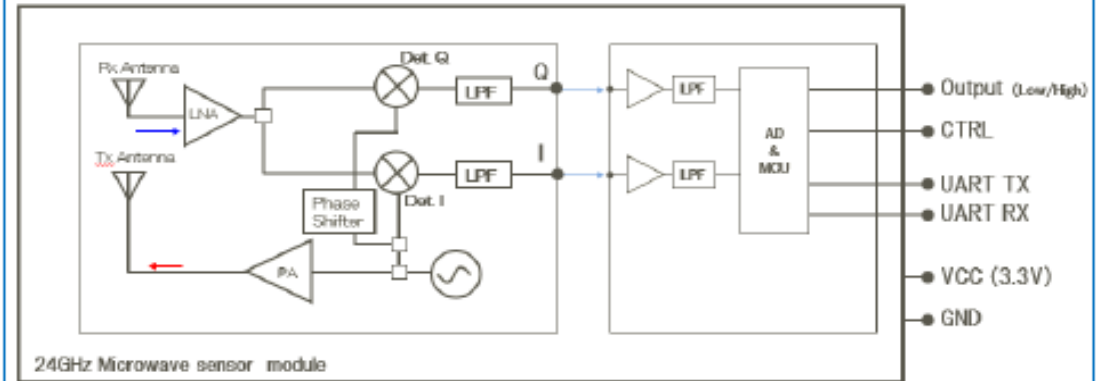 Rx Antenna
LNA
Det. Q
LPF
Q
Tx Antenna
Phase
Shifter
Det. I
LPF
I
PA
LPF
LPF
AD
&
MCU
Output (Low/High)
CTRL
UART TX
UART RX
VCC (3.3V)
GND
24GHz Microwave sensor module